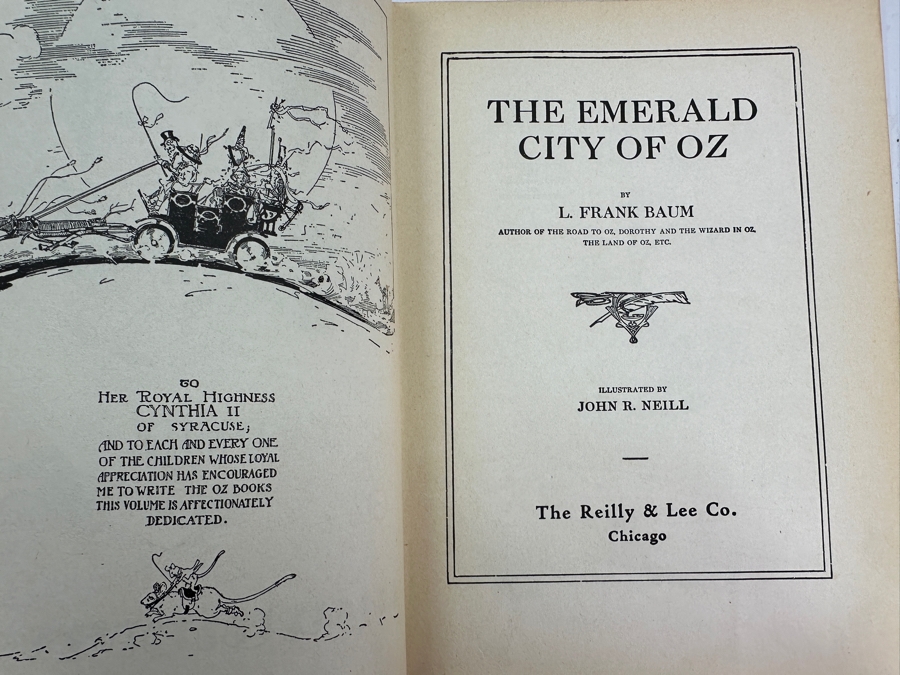 TO
HER ROYAL HIGHNESS
CYNTHIA II
OF SYRACUSE;
AND TO EACH AND EVERY ONE
OF THE CHILDREN WHOSE LOYAL
APPRECIATION HAS ENCOURAGED
ME TO WRITE THE OZ BOOKS
THIS VOLUME IS AFFECTIONATELY
DEDICATED.
THE EMERALD
CITY OF OZ
BY
L. FRANK BAUM
AUTHOR OF THE ROAD TO OZ, DOROTHY AND THE WIZARD IN OZ,
THE LAND OF OZ, ETC.
ILLUSTRATED BY
JOHN R. NEILL
The Reilly & Lee Co.
Chicago